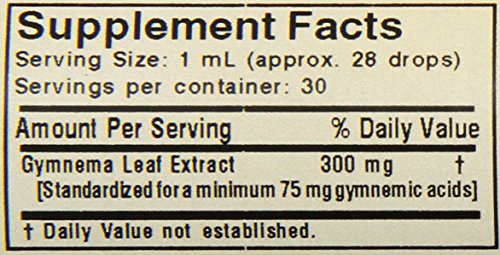 Supplement Facts
Serving Size: 1 mL (approx. 28 drops)
Servings per container: 30
Amount Per Serving % Daily Value
Gymnema Leaf Extract 300 mg †
[Standardized for a minimum 75 mg gymnemic acids]
† Daily Value not established.